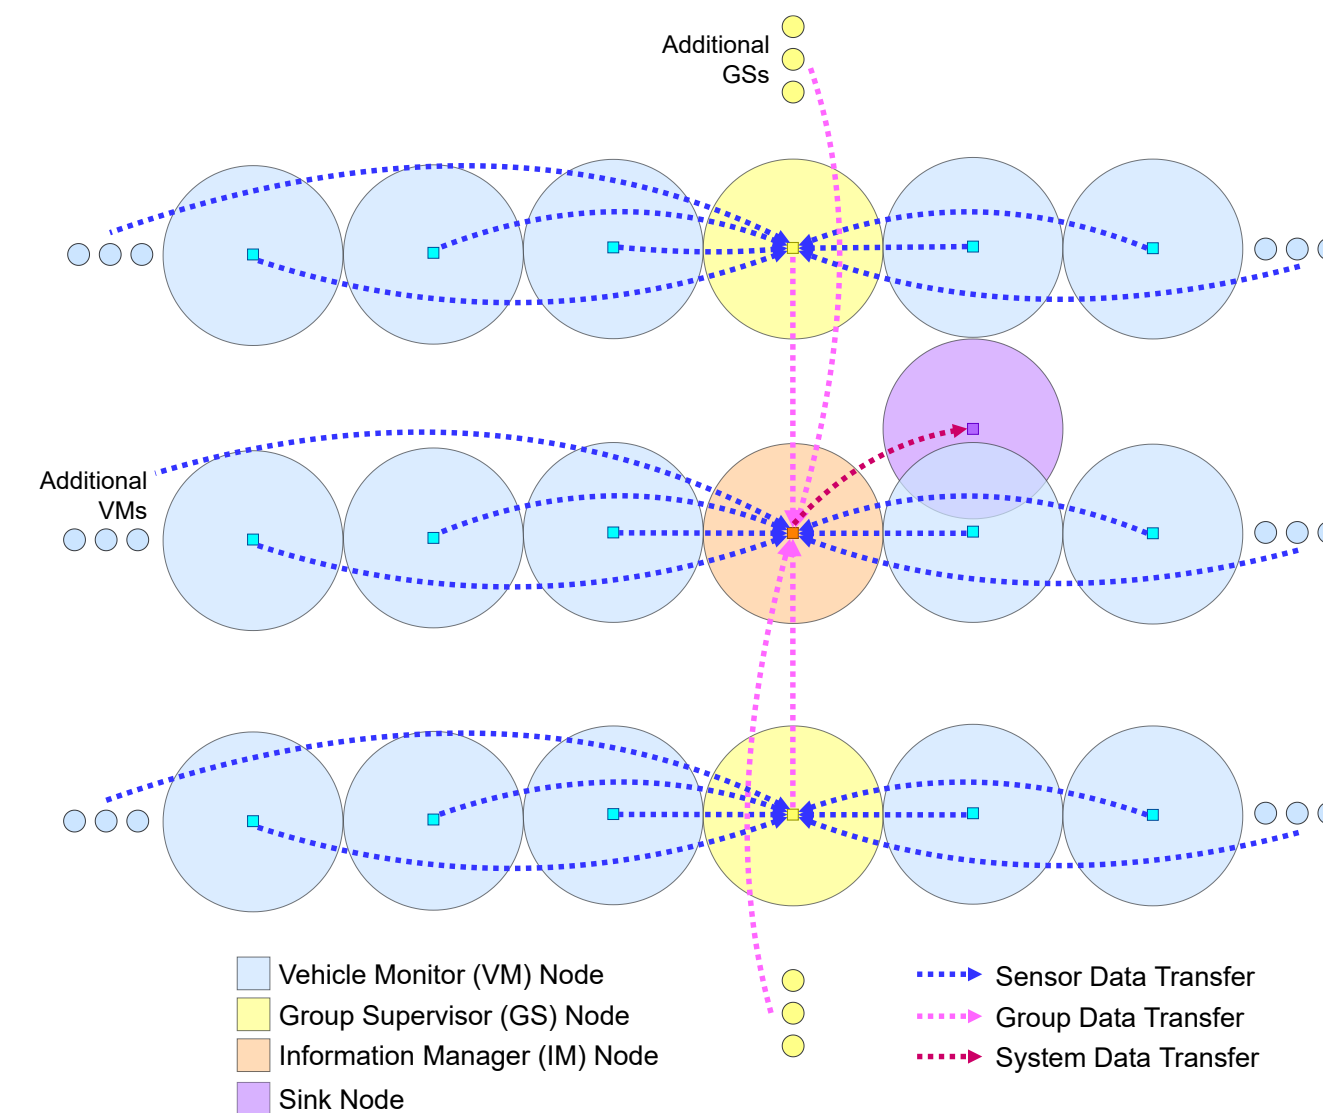 Additional
GSs
Additional
VMs
Vehicle Monitor (VM) Node
Group Supervisor (GS) Node
Information Manager (IM) Node
Sink Node
Sensor Data Transfer
Group Data Transfer
System Data Transfer